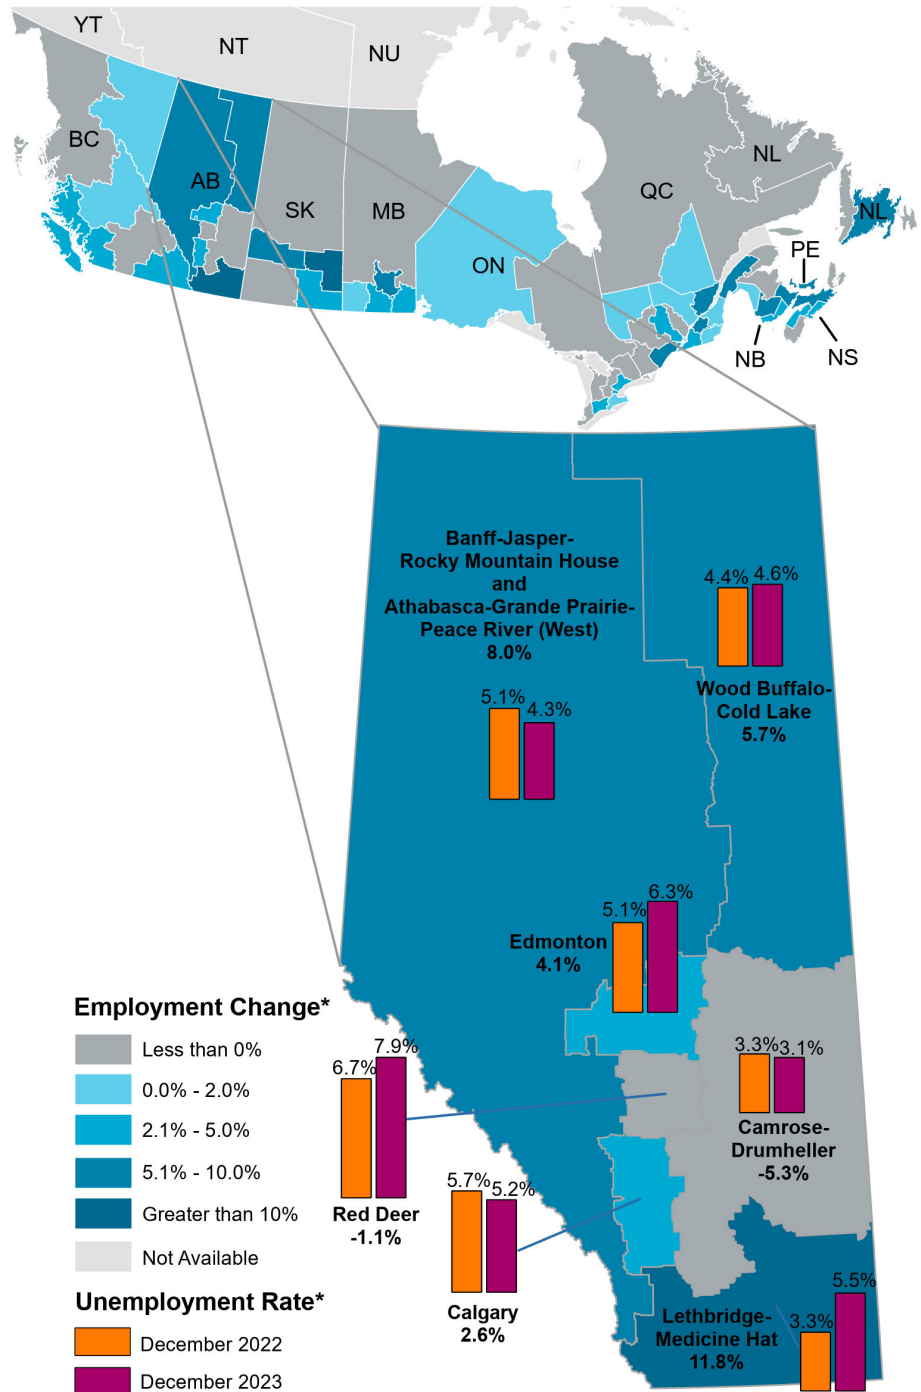 YT
NT
NU
BC
AB
SK
MB
ON
QC
NL
NL
PE
NB
NS
Banff-Jasper-
Rocky Mountain House
and
Athabasca-Grande Prairie-
Peace River (West)
8.0%
5.1%
4.3%
4.4%
4.6%
Wood Buffalo-
Cold Lake
5.7%
5.1%
6.3%
Edmonton
4.1%
3.3%
3.1%
Camrose-
Drumheller
-5.3%
6.7%
7.9%
Red Deer
-1.1%
5.7%
5.2%
Calgary
2.6%
3.3%
5.5%
Lethbridge-
Medicine Hat
11.8%
Employment Change*
Less than 0%
0.0% - 2.0%
2.1% - 5.0%
5.1% - 10.0%
Greater than 10%
Not Available
Unemployment Rate*
December 2022
December 2023